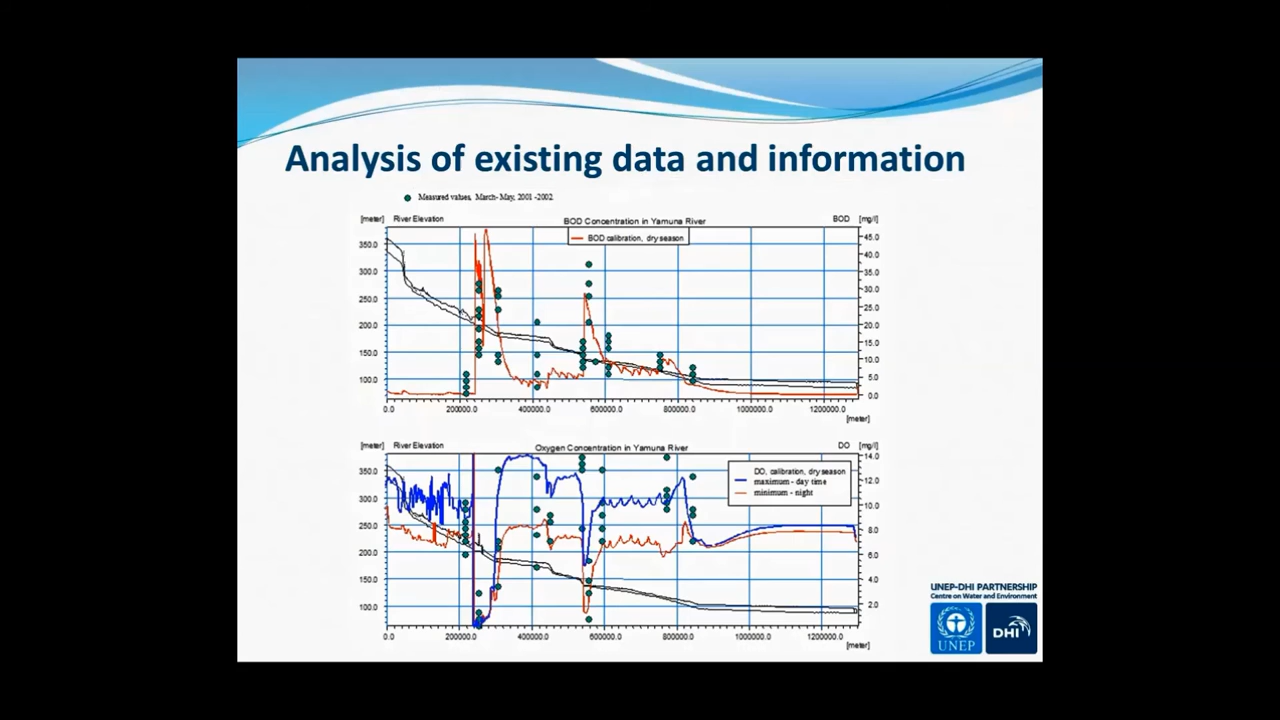 Analysis of existing data and information
Measured values, March-May, 2001-2002
[meter] River Elevation BOD Concentration in Yamuna River BOD [mg/l]
BOD calibration, dry season
350.0
300.0
250.0
200.0
150.0
100.0
45.0
40.0
35.0
30.0
25.0
20.0
15.0
10.0
5.0
0.0
0.0 200000.0 400000.0 600000.0 800000.0 1000000.0 1200000.0
[meter]
[meter] River Elevation Oxygen Concentration in Yamuna River DO [mg/l]
DO, calibration, dry season
maximum - day time
minimum - night
350.0
300.0
250.0
200.0
150.0
100.0
14.0
12.0
10.0
8.0
6.0
4.0
2.0
0.0 200000.0 400000.0 600000.0 800000.0 1000000.0 1200000.0
[meter]
UNEP-DHI PARTNERSHIP
Centre on Water and Environment
UNEP
DHI